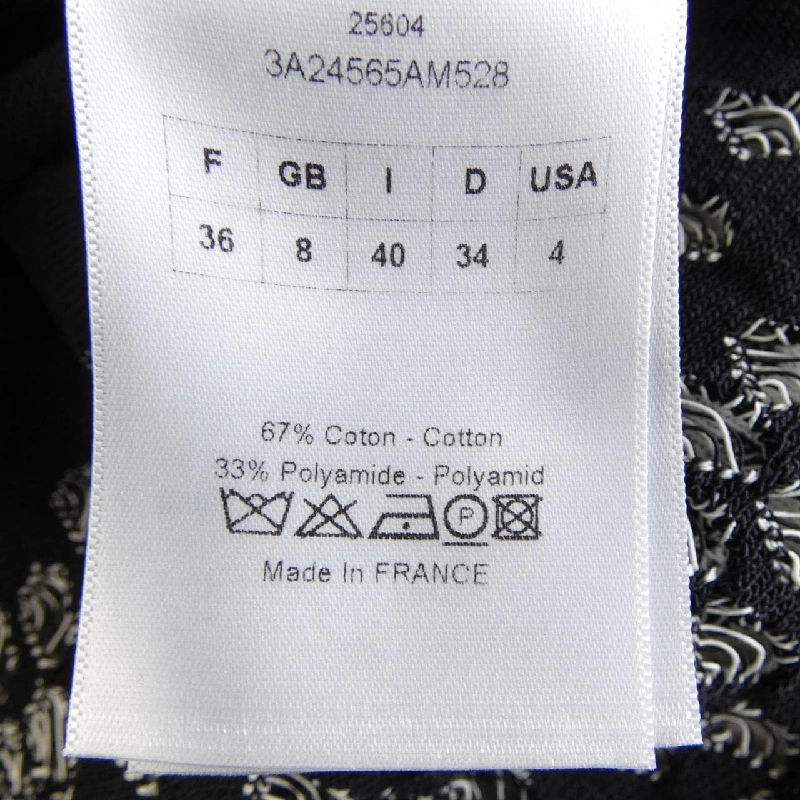 25604
3A24565AM528
F GB I D USA
36 8 40 34 4
67% Coton - Cotton
33% Polyamide - Polyamid
P
Made In FRANCE